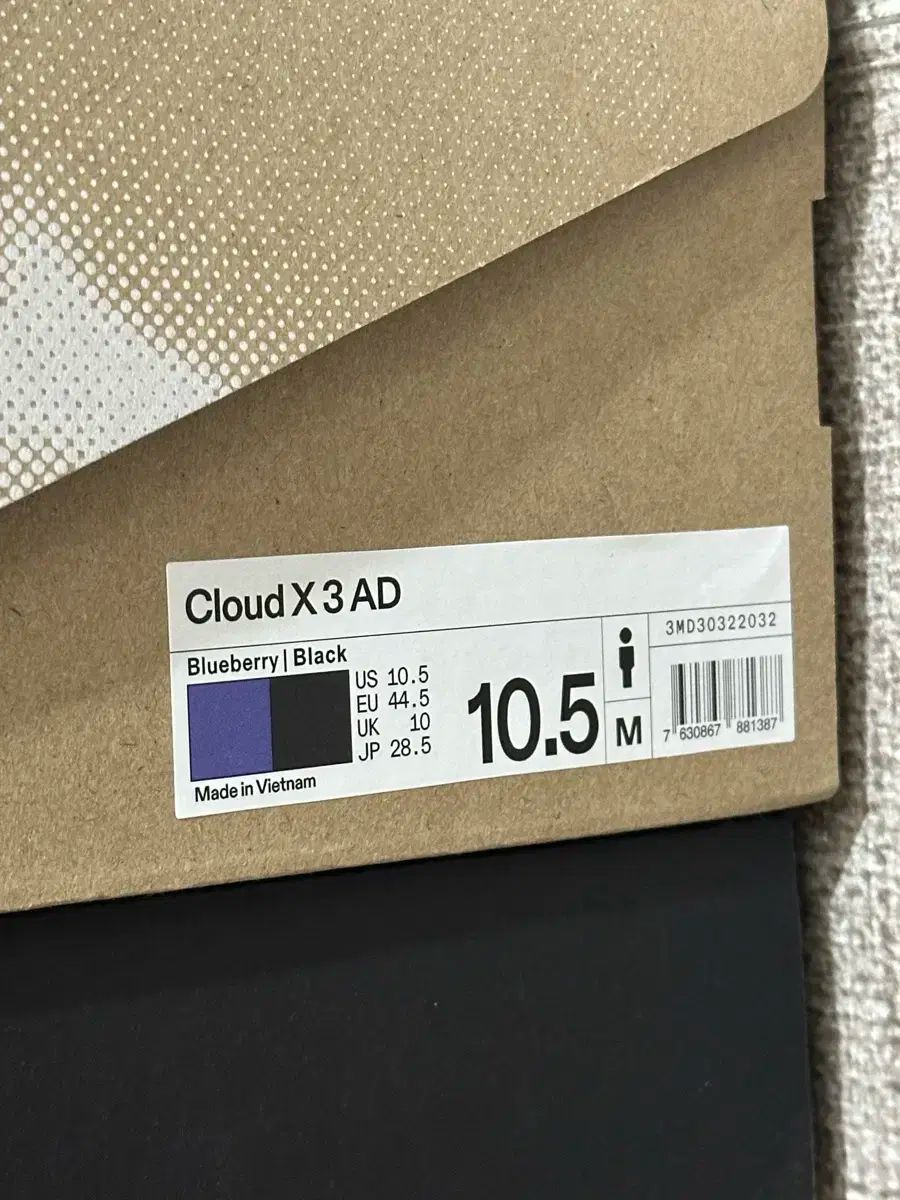 Cloud X 3 AD
Blueberry | Black
US 10.5
EU 44.5
UK 10
JP 28.5
Made in Vietnam
10.5
M
3MD30322032
7 630867 881387